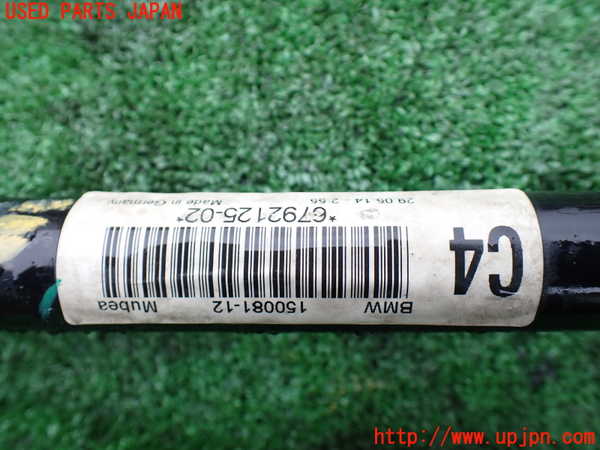 USED PARTS JAPAN
C4
BMW 150081-12 Mubea
*6792125-02*
29.05.14 2:55 Made in Germany
http://www.upjpn.com